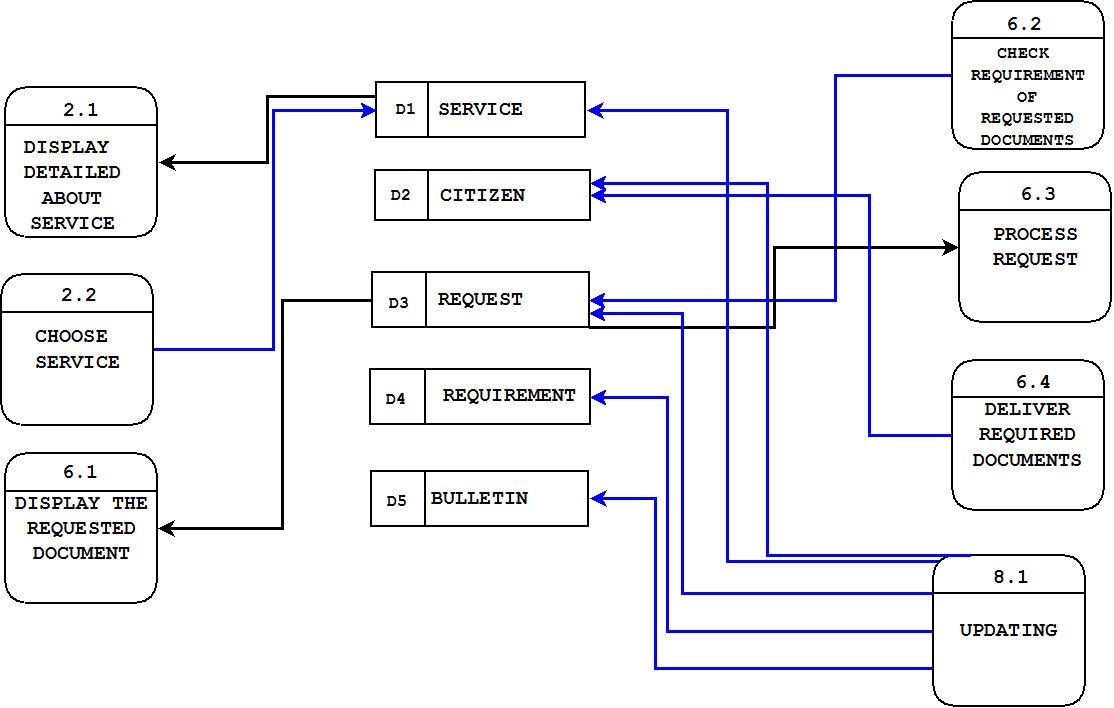 2.1
DISPLAY
DETAILED
ABOUT
SERVICE
2.2
CHOOSE
SERVICE
6.1
DISPLAY THE
REQUESTED
DOCUMENT
D1 SERVICE
D2 CITIZEN
D3 REQUEST
D4 REQUIREMENT
D5 BULLETIN
6.2
CHECK
REQUIREMENT
OF
REQUESTED
DOCUMENTS
6.3
PROCESS
REQUEST
6.4
DELIVER
REQUIRED
DOCUMENTS
8.1
UPDATING